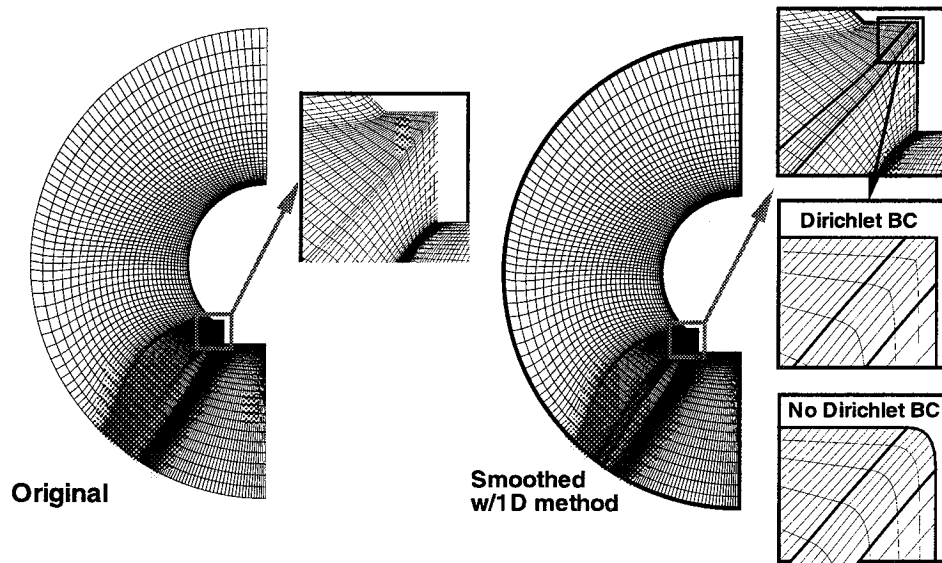 Original
Smoothed
w/1D method
Dirichlet BC
No Dirichlet BC